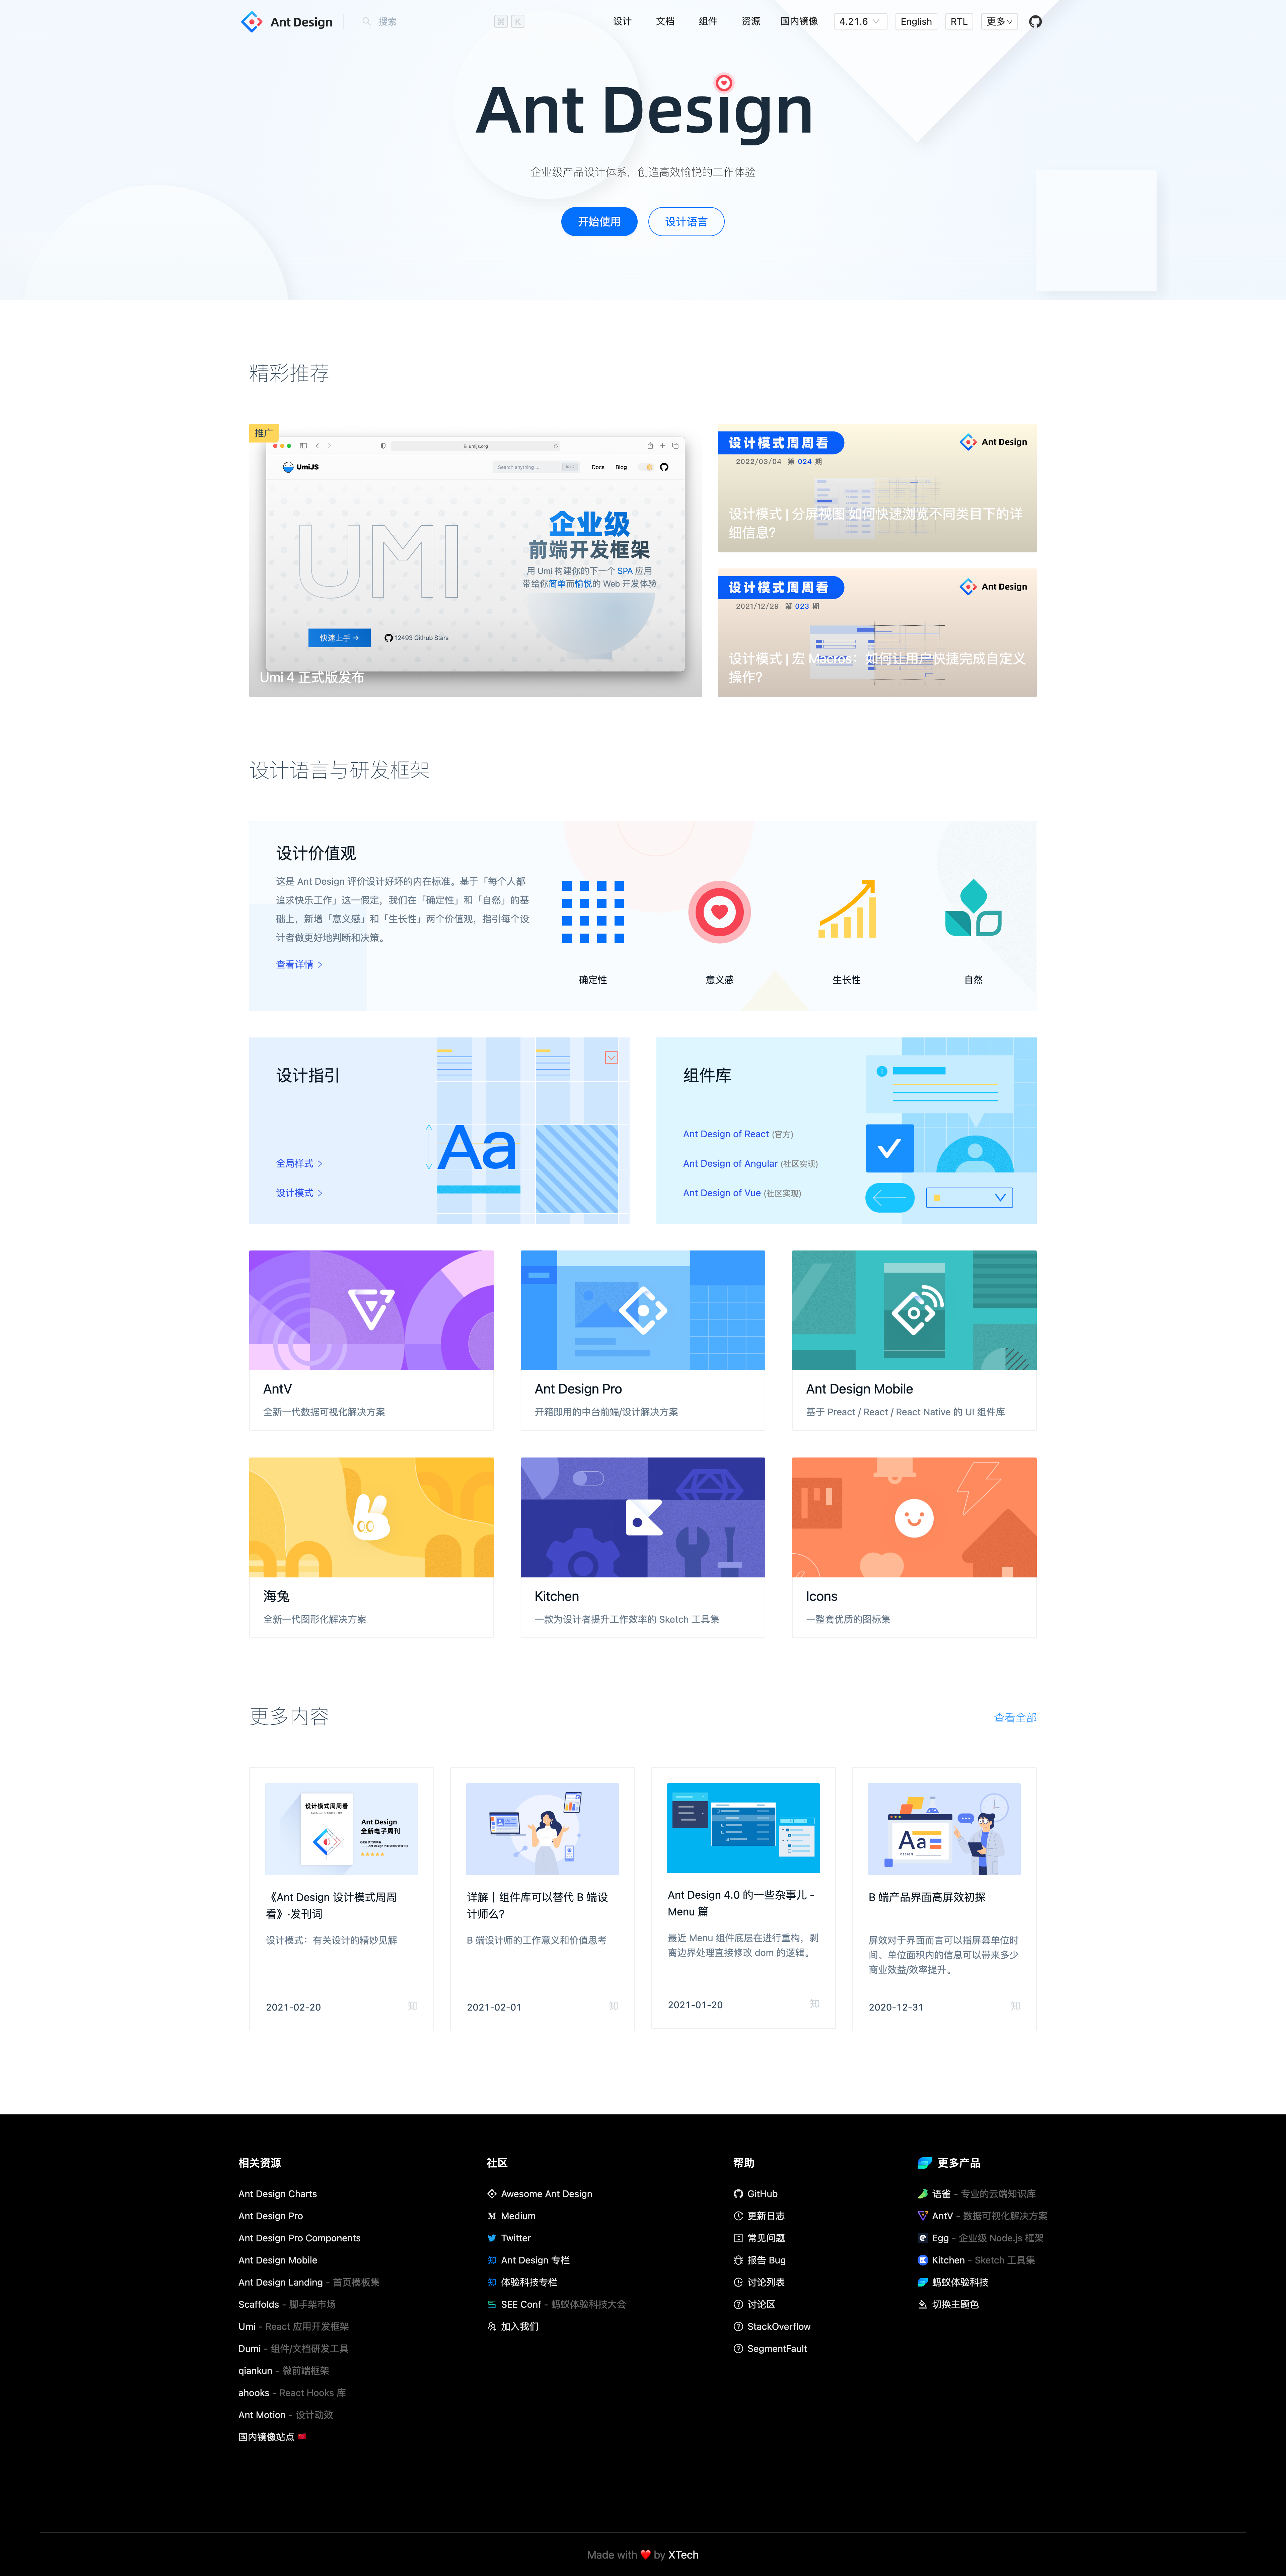 Ant Design
搜索
⌘ K
设计
文档
组件
资源
国内镜像
4.21.6
English
RTL
更多
Ant Design
企业级产品设计体系，创造高效愉悦的工作体验
开始使用
设计语言
精彩推荐
推广
umijs.org
UmiJS
Search anything ...
Docs
Blog
UMI
企业级
前端开发框架
用 Umi 构建你的下一个 SPA 应用
带给你简单而愉悦的 Web 开发体验
快速上手 →
12493 Github Stars
Umi 4 正式版发布
设计模式周周看
Ant Design
2022/03/04 第 024 期
设计模式 | 分屏视图 如何快速浏览不同类目下的详
细信息?
设计模式周周看
Ant Design
2021/12/29 第 023 期
设计模式 | 宏 Macros：如何让用户快捷完成自定义
操作?
设计语言与研发框架
设计价值观
这是 Ant Design 评价设计好坏的内在标准。基于「每个人都
追求快乐工作」这一假定，我们在「确定性」和「自然」的基
础上，新增「意义感」和「生长性」两个价值观，指引每个设
计者做更好地判断和决策。
查看详情
确定性
意义感
生长性
自然
设计指引
全局样式
设计模式
Aa
组件库
Ant Design of React (官方)
Ant Design of Angular (社区实现)
Ant Design of Vue (社区实现)
AntV
全新一代数据可视化解决方案
Ant Design Pro
开箱即用的中台前端/设计解决方案
Ant Design Mobile
基于 Preact / React / React Native 的 UI 组件库
海兔
全新一代图形化解决方案
Kitchen
一款为设计者提升工作效率的 Sketch 工具集
Icons
一整套优质的图标集
更多内容
查看全部
设计模式周周看
Ant Design
全新电子周刊
《Ant Design 设计模式周周
看》·发刊词
设计模式：有关设计的精妙见解
2021-02-20
知
详解｜组件库可以替代 B 端设
计师么?
B 端设计师的工作意义和价值思考
2021-02-01
知
Ant Design 4.0 的一些杂事儿 -
Menu 篇
最近 Menu 组件底层在进行重构，剥
离边界处理直接修改 dom 的逻辑。
2021-01-20
知
Aa
DESIGN
B 端产品界面高屏效初探
屏效对于界面而言可以指屏幕单位时
间、单位面积内的信息可以带来多少
商业效益/效率提升。
2020-12-31
知
相关资源
Ant Design Charts
Ant Design Pro
Ant Design Pro Components
Ant Design Mobile
Ant Design Landing - 首页模板集
Scaffolds - 脚手架市场
Umi - React 应用开发框架
Dumi - 组件/文档研发工具
qiankun - 微前端框架
ahooks - React Hooks 库
Ant Motion - 设计动效
国内镜像站点
社区
Awesome Ant Design
Medium
Twitter
知 Ant Design 专栏
知 体验科技专栏
SEE Conf - 蚂蚁体验科技大会
加入我们
帮助
GitHub
更新日志
常见问题
报告 Bug
讨论列表
讨论区
StackOverflow
SegmentFault
更多产品
语雀 - 专业的云端知识库
AntV - 数据可视化解决方案
Egg - 企业级 Node.js 框架
Kitchen - Sketch 工具集
蚂蚁体验科技
切换主题色
Made with ❤ by XTech